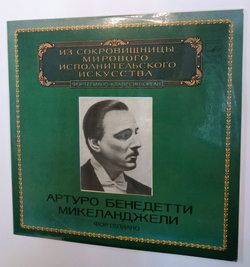 ИЗ СОКРОВИЩНИЦЫ
МИРОВОГО
ИСПОЛНИТЕЛЬСКОГО
ИСКУССТВА
АРТУРО БЕНЕДЕТТИ
МИКЕЛАНДЖЕЛИ
ФОРТЕПИАНО